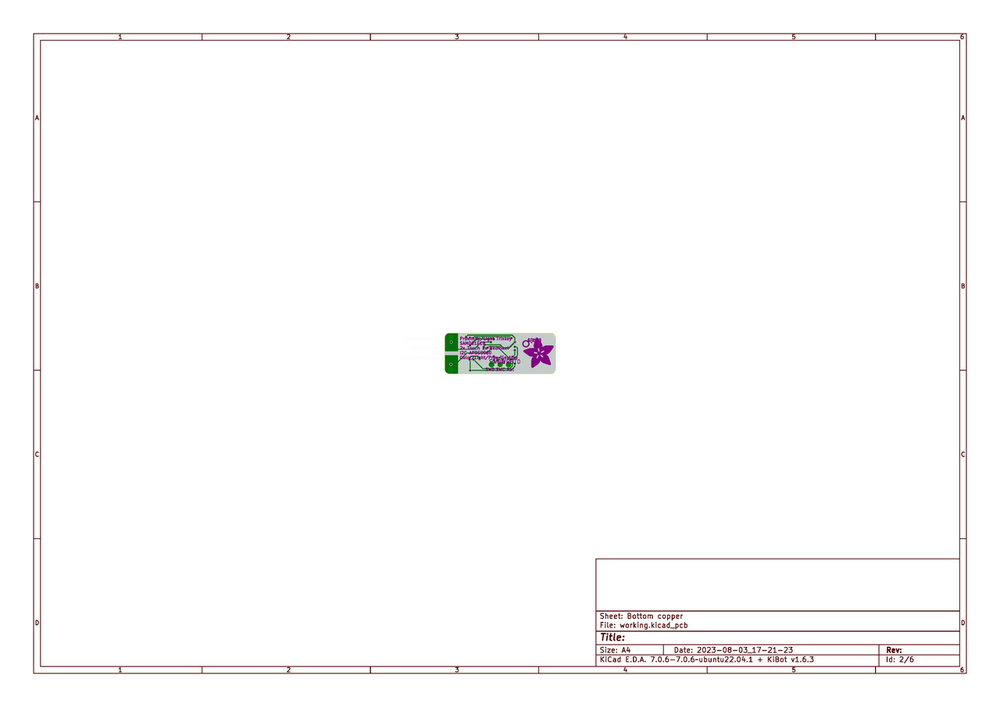 1 2 3 4 5 6
A A
B B
C C
D D
Sheet: Bottom copper
File: working.kicad_pcb
Title:
Size: A4 Date: 2023-08-03_17-21-23 Rev:
KiCad E.D.A. 7.0.6-7.0.6~ubuntu22.04.1 + KiBot v1.6.3 Id: 2/6
1 2 3 4 5 6